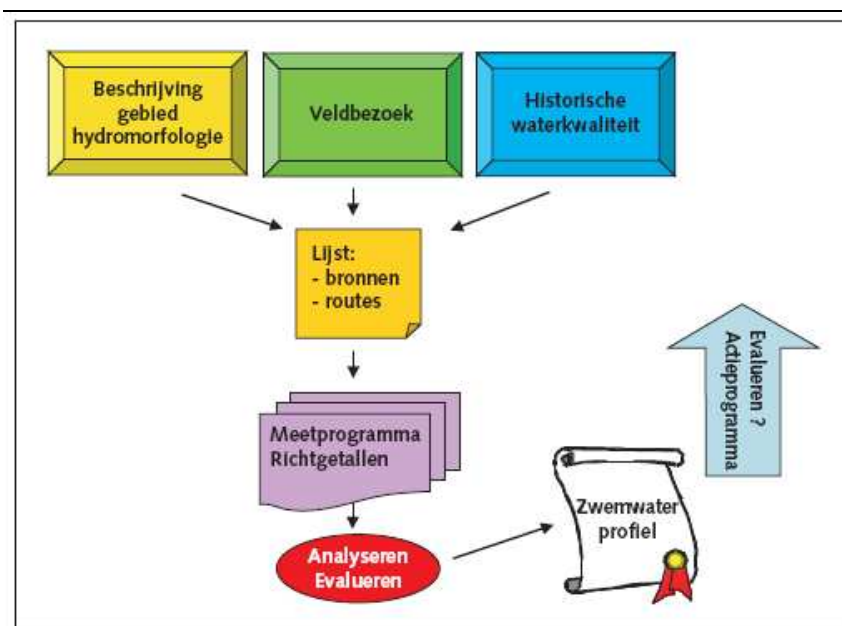 Beschrijving
gebied
hydromorfologie
Veldbezoek
Historische
waterkwaliteit
Lijst:
- bronnen
- routes
Meetprogramma
Richtgetallen
Analyseren
Evalueren
Zwemwater
profiel
Evalueren ?
Actieprogramma